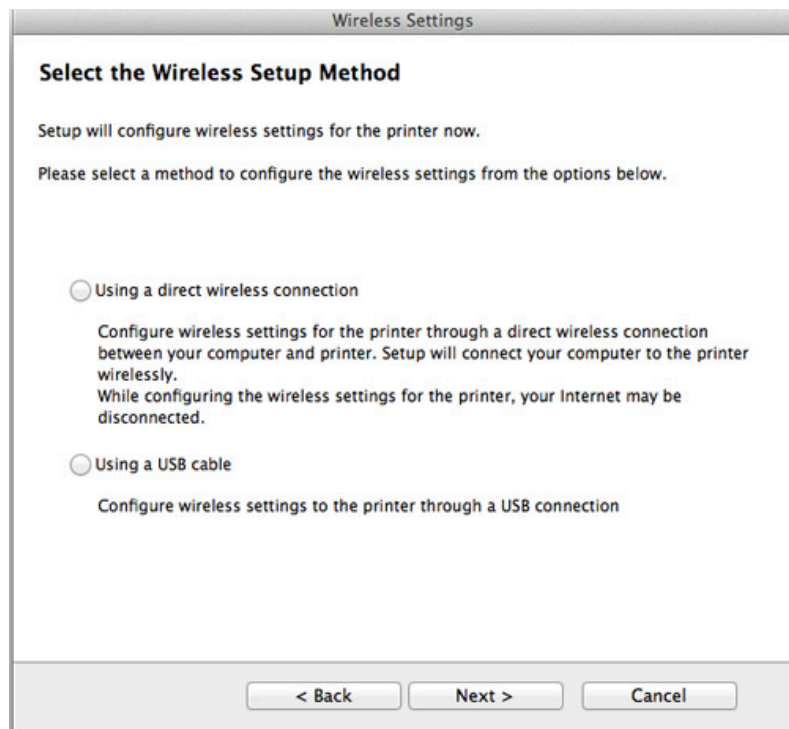 Wireless Settings
Select the Wireless Setup Method
Setup will configure wireless settings for the printer now.
Please select a method to configure the wireless settings from the options below.
Using a direct wireless connection
Configure wireless settings for the printer through a direct wireless connection
between your computer and printer. Setup will connect your computer to the printer
wirelessly.
While configuring the wireless settings for the printer, your Internet may be
disconnected.
Using a USB cable
Configure wireless settings to the printer through a USB connection
< Back Next > Cancel